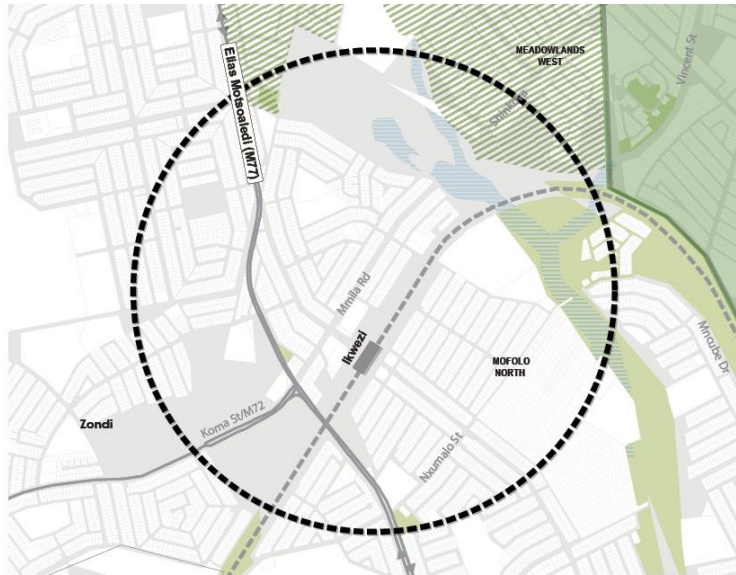 MEADOWLANDS
WEST
Vincent St
Elias Motsoaledi (M77)
Mmila Rd
Ikwezi
MOFOLO
NORTH
Mncube Dr
Zondi
Koma St/M72
Nxumalo St